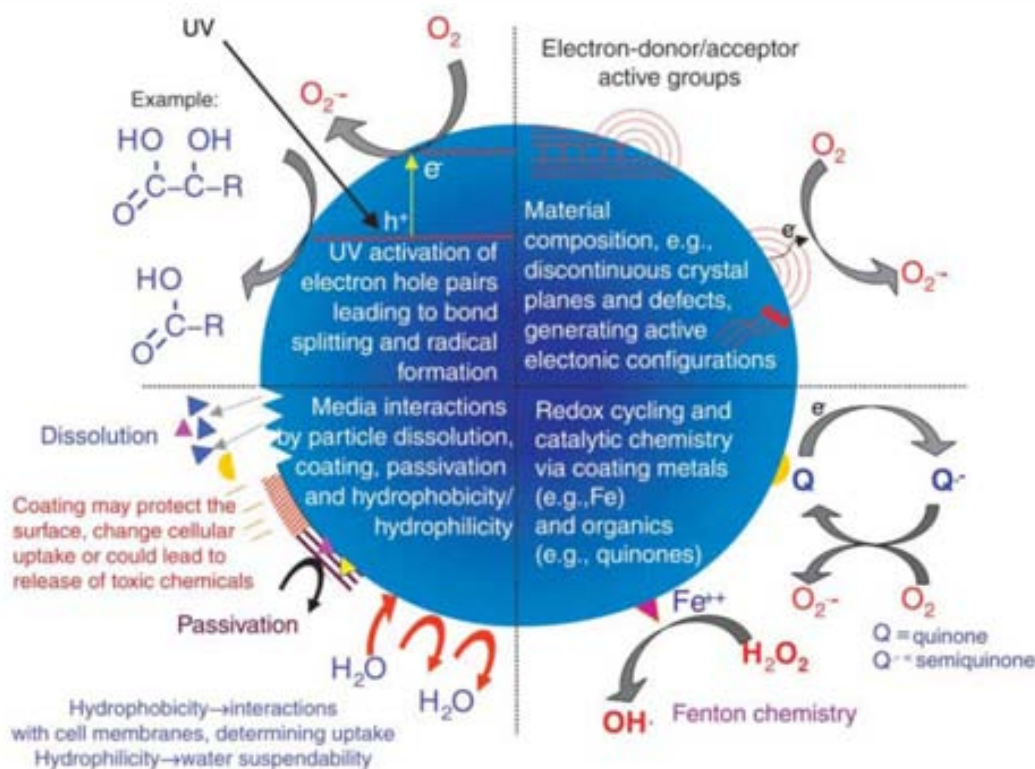 UV
O₂
O₂·-
Example:
HO OH
O C-C-R
e-
h⁺
HO
O C-R
UV activation of
electron hole pairs
leading to bond
splitting and radical
formation
Electron-donor/acceptor
active groups
O₂
e-
O₂·-
Material
composition, e.g.,
discontinuous crystal
planes and defects,
generating active
electonic configurations
Dissolution
Media interactions
by particle dissolution,
coating, passivation
and hydrophobicity/
hydrophilicity
Coating may protect the
surface, change cellular
uptake or could lead to
release of toxic chemicals
Passivation
H₂O
H₂O
Hydrophobicity→interactions
with cell membranes, determining uptake
Hydrophilicity→water suspendability
Redox cycling and
catalytic chemistry
via coating metals
(e.g.,Fe)
and organics
(e.g., quinones)
e-
Q
Q·-
O₂·-
O₂
Q = quinone
Q·- = semiquinone
Fe⁺⁺
H₂O₂
OH·
Fenton chemistry